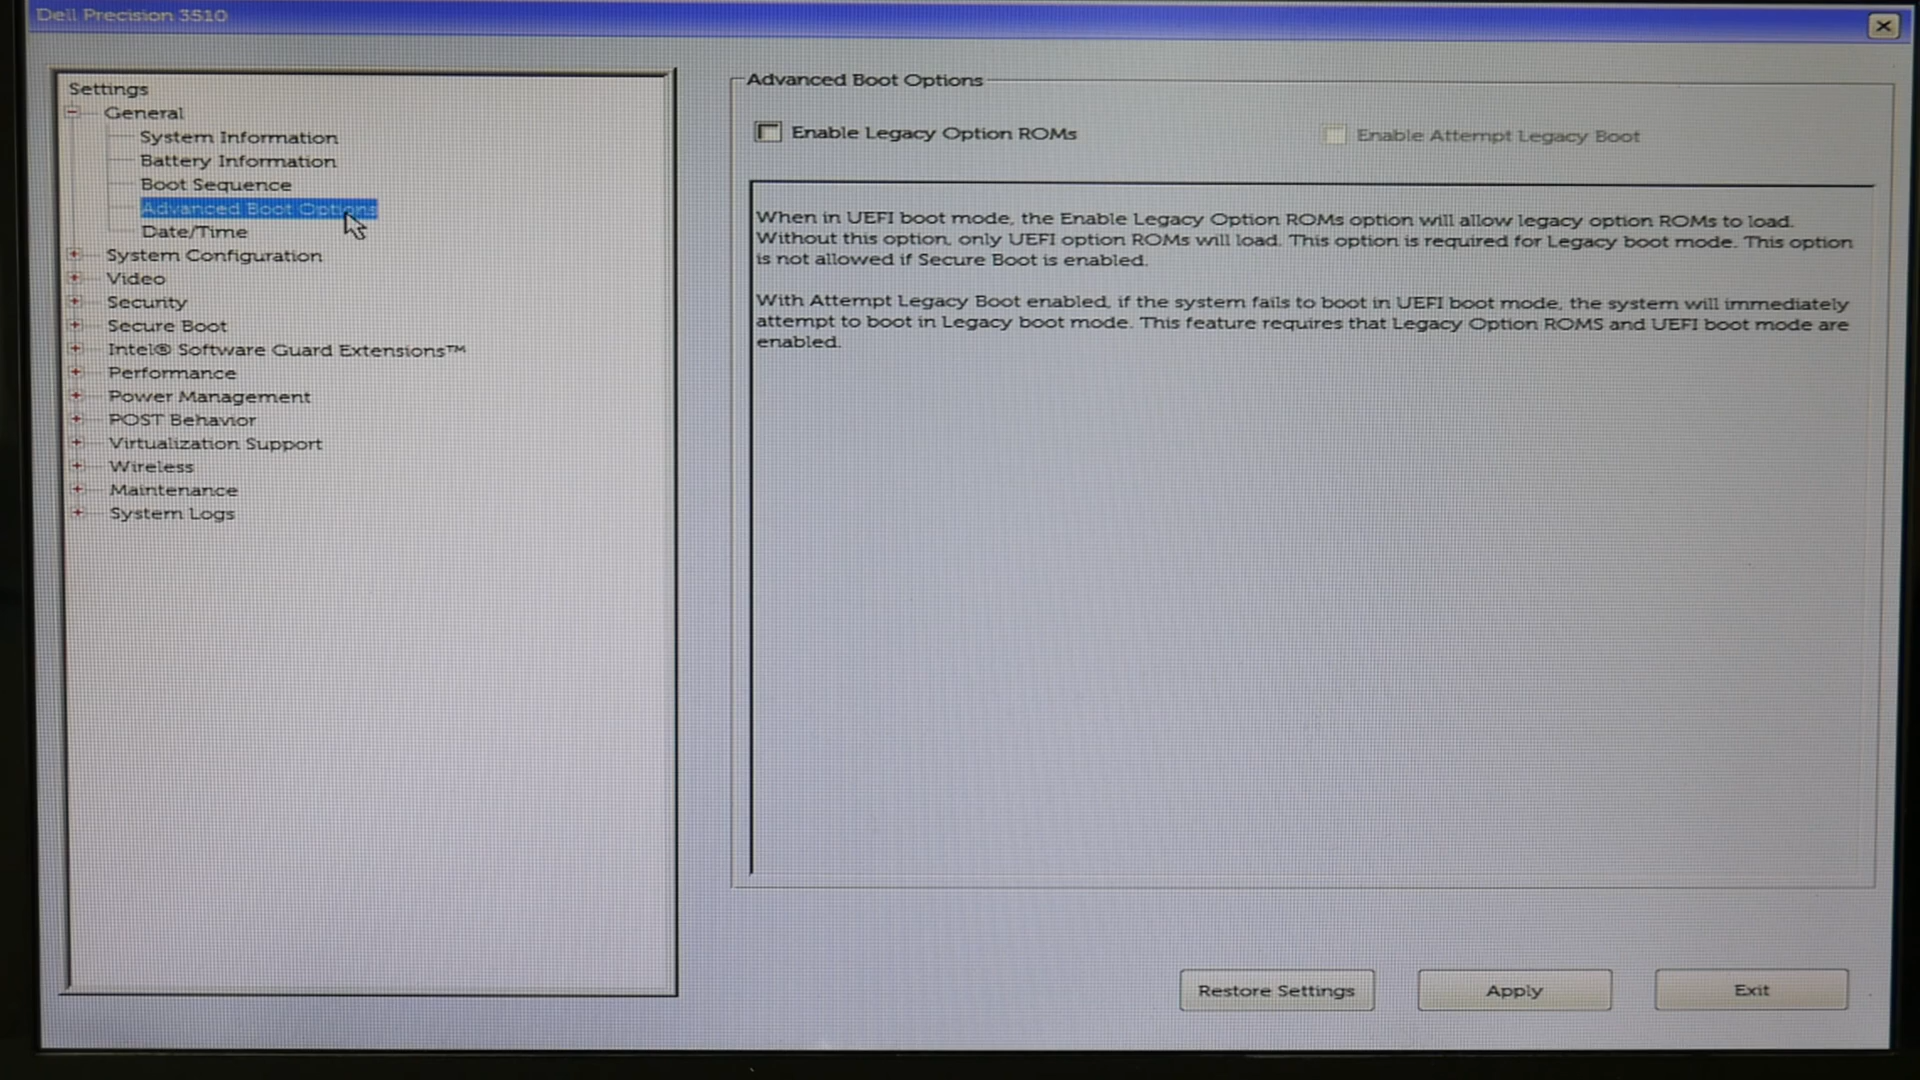 Dell Precision 3510
Settings
General
System Information
Battery Information
Boot Sequence
Advanced Boot Options
Date/Time
System Configuration
Video
Security
Secure Boot
Intel® Software Guard Extensions™
Performance
Power Management
POST Behavior
Virtualization Support
Wireless
Maintenance
System Logs
Advanced Boot Options
Enable Legacy Option ROMs
Enable Attempt Legacy Boot
When in UEFI boot mode, the Enable Legacy Option ROMs option will allow legacy option ROMs to load.
Without this option, only UEFI option ROMs will load. This option is required for Legacy boot mode. This option
is not allowed if Secure Boot is enabled.
With Attempt Legacy Boot enabled, if the system fails to boot in UEFI boot mode, the system will immediately
attempt to boot in Legacy boot mode. This feature requires that Legacy Option ROMS and UEFI boot mode are
enabled.
Restore Settings
Apply
Exit